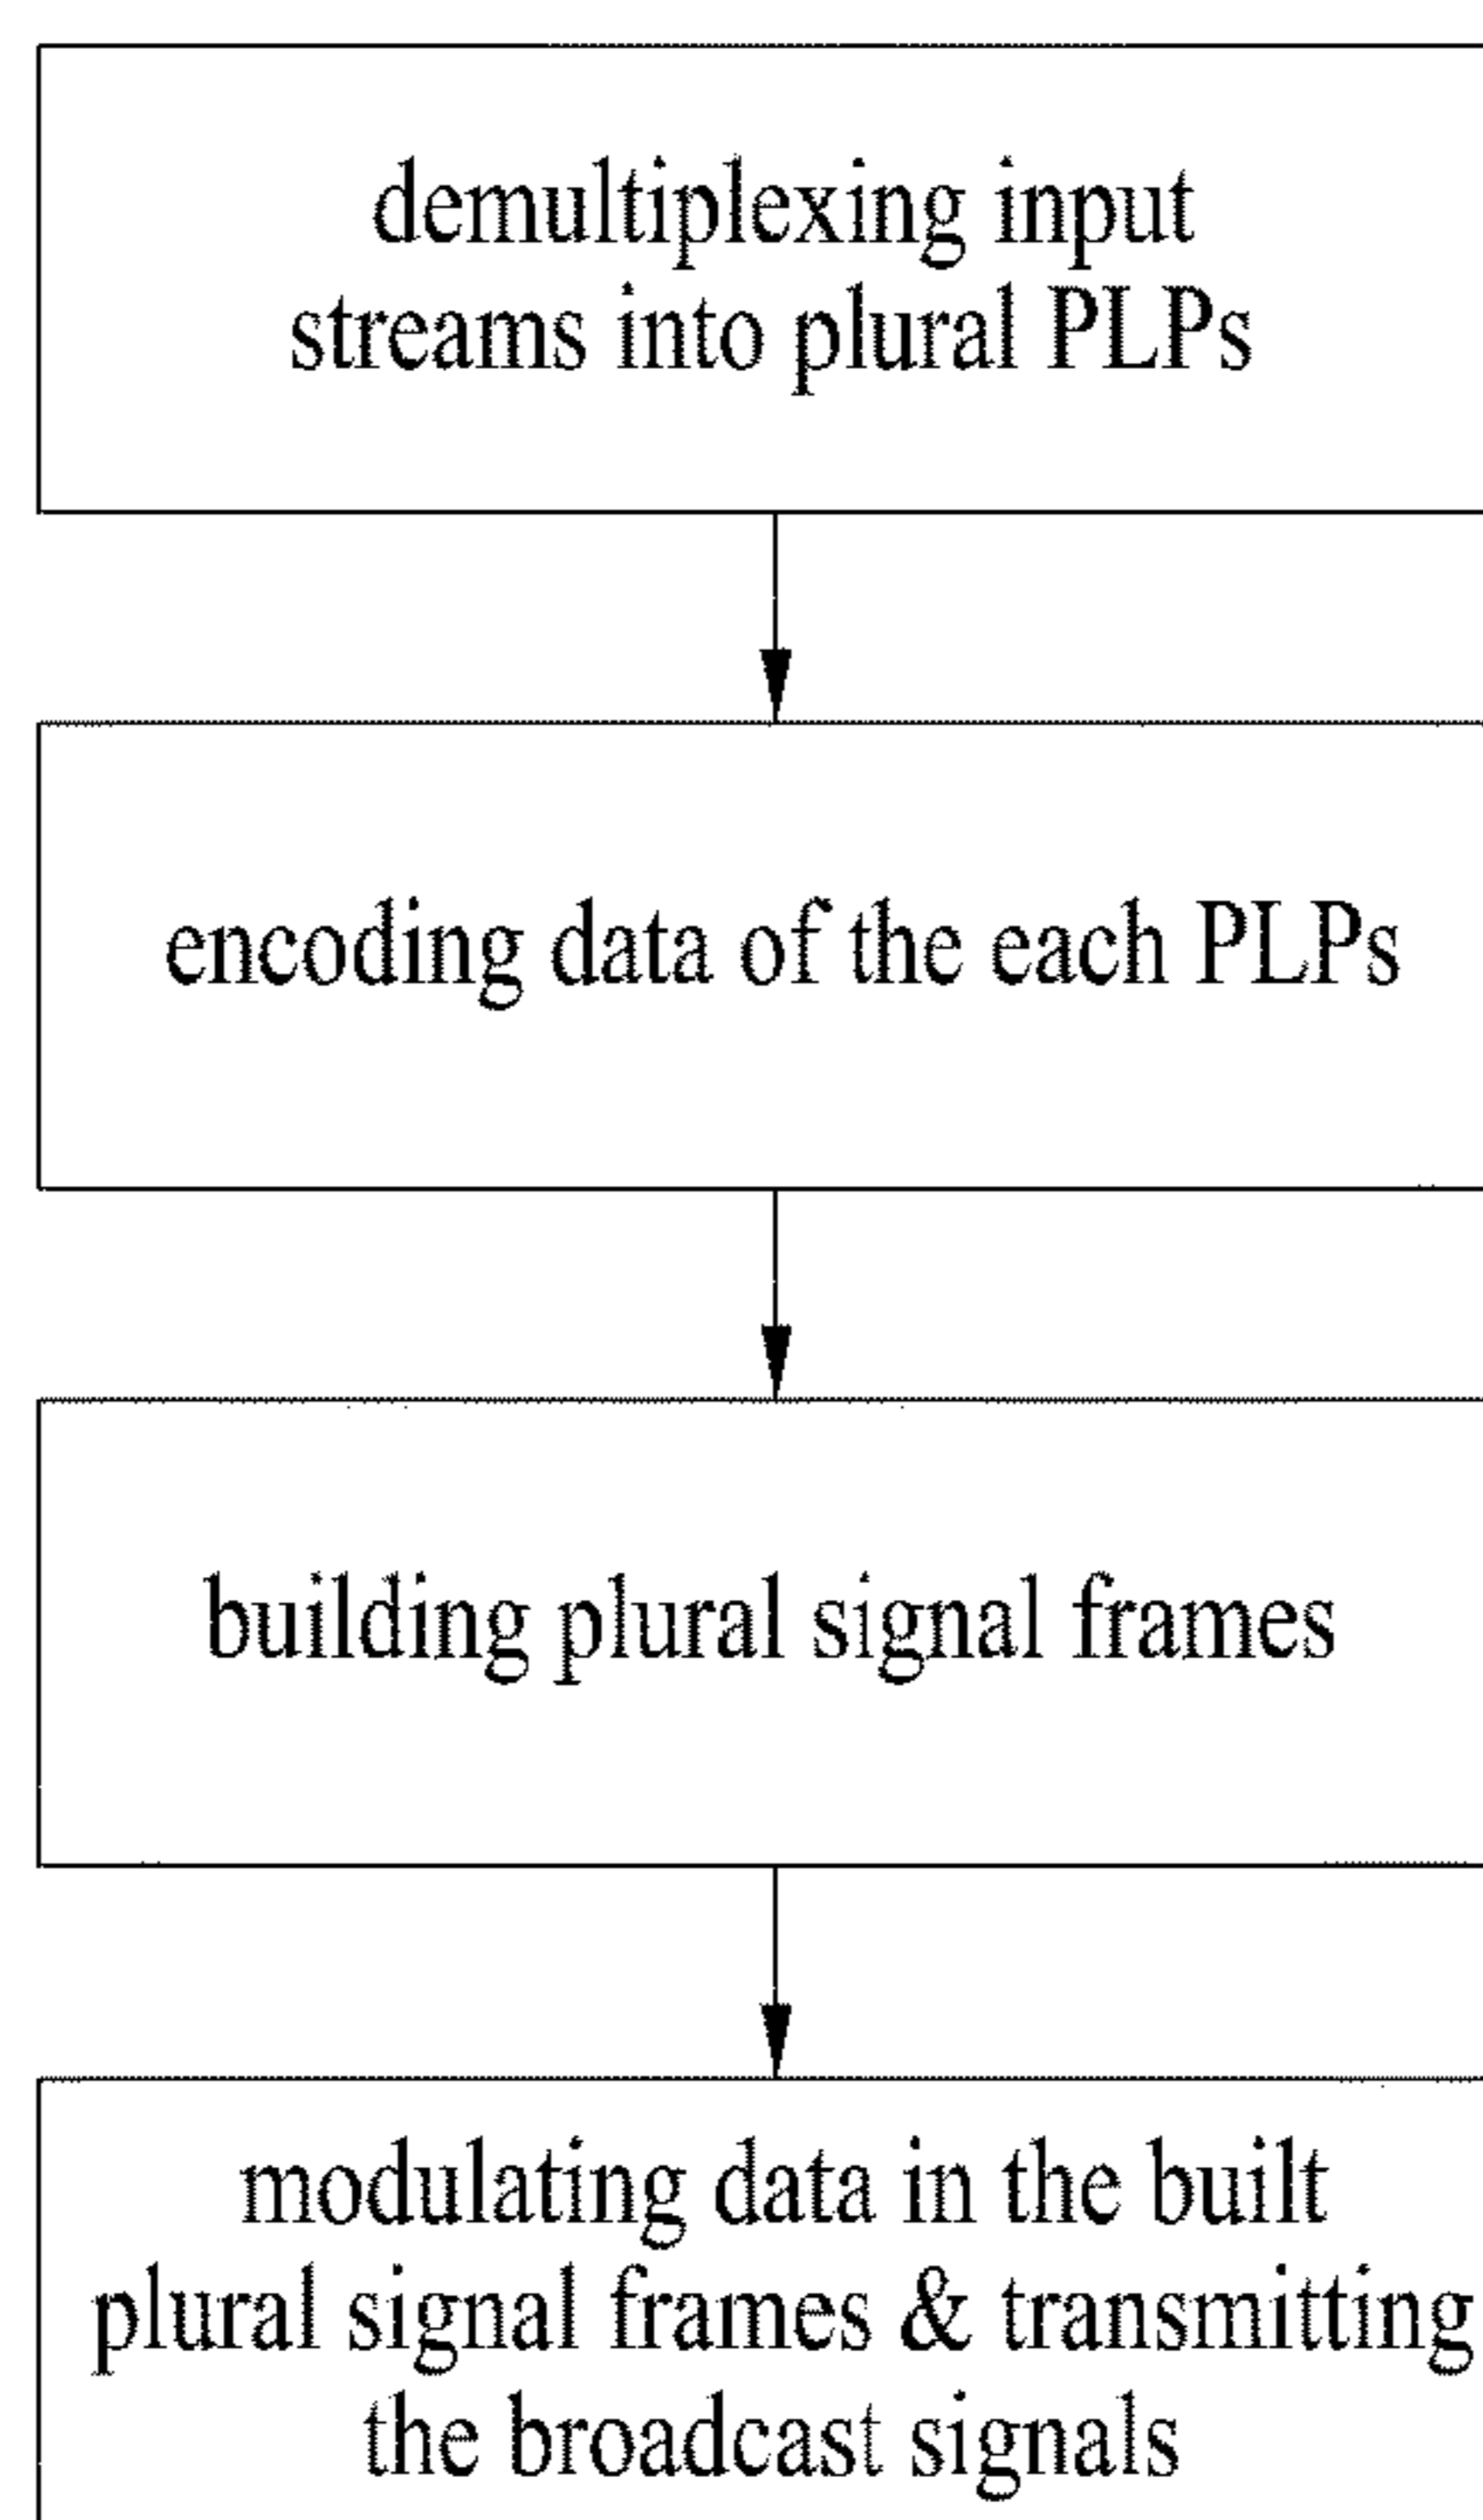 demultiplexing input
streams into plural PLPs
encoding data of the each PLPs
building plural signal frames
modulating data in the built
plural signal frames & transmitting
the broadcast signals